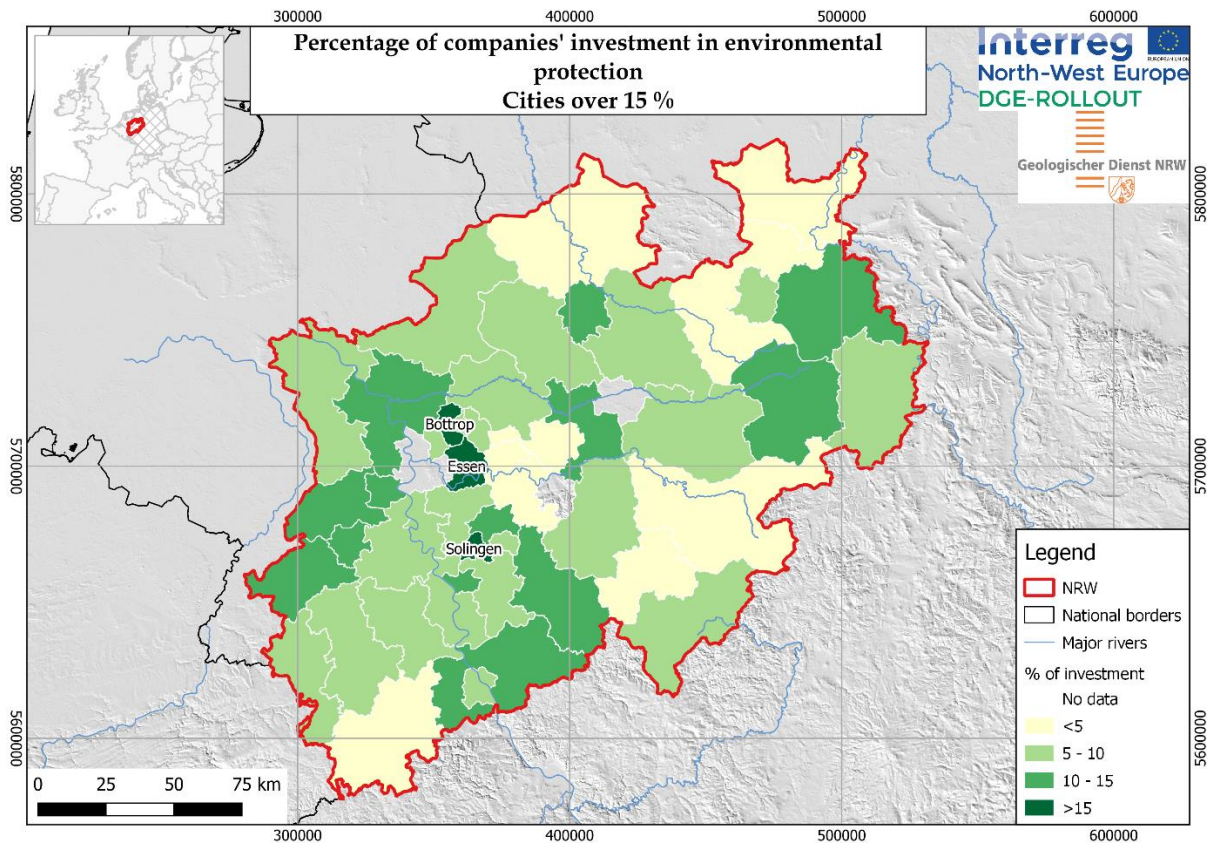 300000
400000
500000
600000
Percentage of companies' investment in environmental
protection
Cities over 15 %
Interreg
EUROPEAN UNION
North-West Europe
DGE-ROLLOUT
Geologischer Dienst NRW
5800000
5800000
Bottrop
Essen
5700000
5700000
Solingen
Legend
NRW
National borders
Major rivers
% of investment
No data
<5
5 - 10
10 - 15
>15
5600000
5600000
0 25 50 75 km
300000
400000
500000
600000